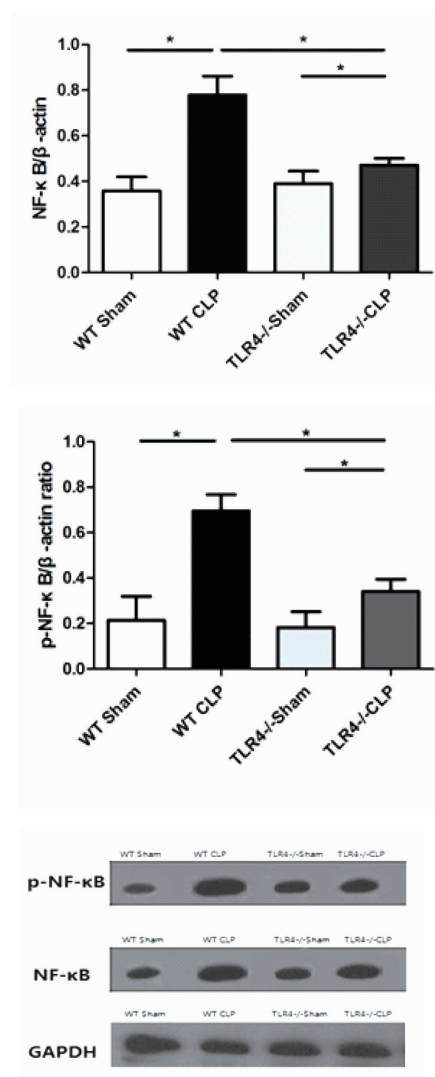 *
*
*
NF-κ B/β -actin
1.0
0.8
0.6
0.4
0.2
0.0
WT Sham
WT CLP
TLR4-/-Sham
TLR4-/-CLP
*
*
*
p-NF-κ B/β -actin ratio
1.0
0.8
0.6
0.4
0.2
0.0
WT Sham
WT CLP
TLR4-/-Sham
TLR4-/-CLP
WT Sham WT CLP TLR4-/-Sham TLR4-/-CLP
p-NF-κB
WT Sham WT CLP TLR4-/-Sham TLR4-/-CLP
NF-κB
WT Sham WT CLP TLR4-/-Sham TLR4-/-CLP
GAPDH